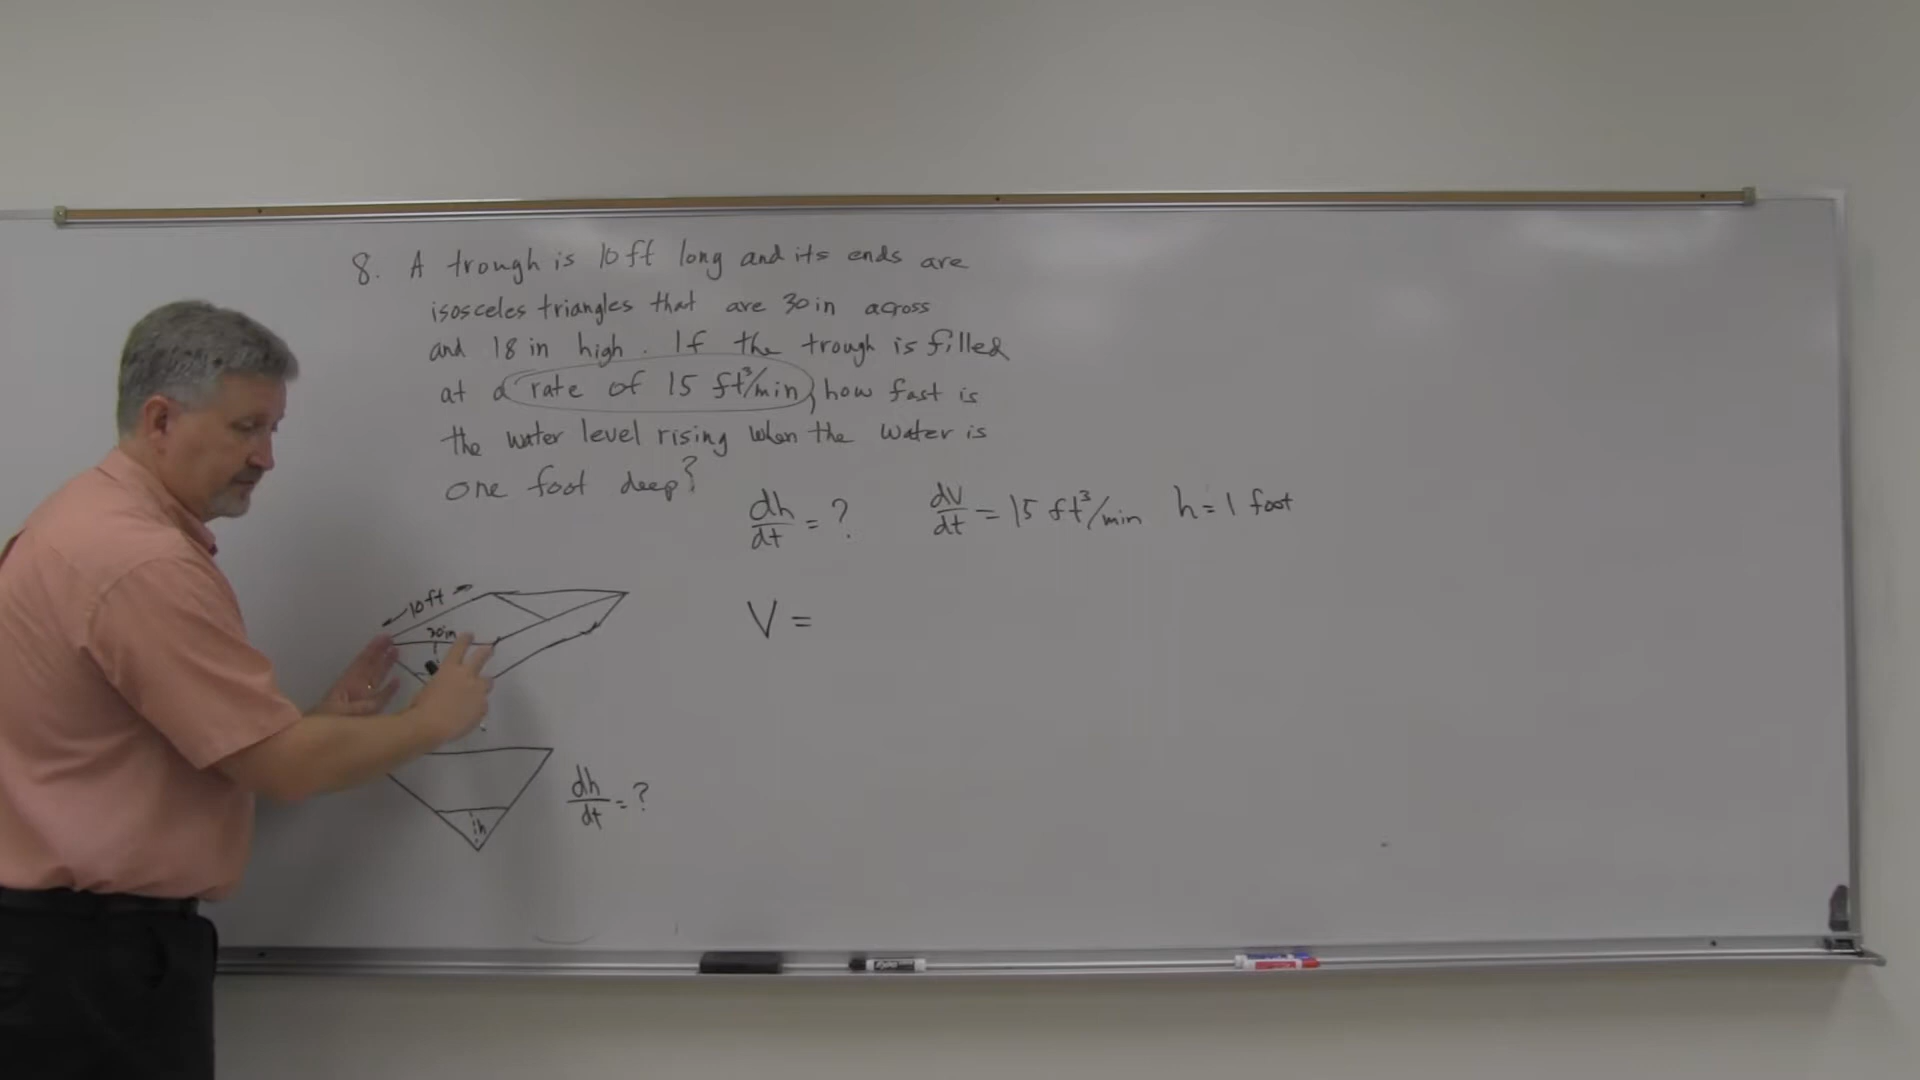 8. A trough is 10 ft long and its ends are
isosceles triangles that are 30 in across
and 18 in high. If the trough is filled
at a rate of 15 ft³/min, how fast is
the water level rising when the water is
one foot deep?
dh/dt = ? dV/dt = 15 ft³/min h = 1 foot
10 ft
30 in
V =
dh/dt = ?
h